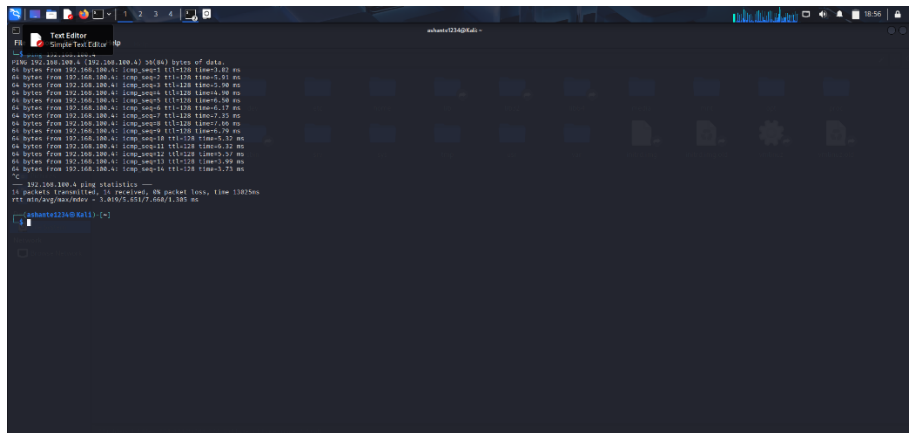 1 2 3 4
18:56
ashante1234@Kali: ~
Text Editor
Simple Text Editor
ping 192.168.100.4
PING 192.168.100.4 (192.168.100.4) 56(84) bytes of data.
64 bytes from 192.168.100.4: icmp_seq=1 ttl=128 time=3.02 ms
64 bytes from 192.168.100.4: icmp_seq=2 ttl=128 time=5.91 ms
64 bytes from 192.168.100.4: icmp_seq=3 ttl=128 time=5.90 ms
64 bytes from 192.168.100.4: icmp_seq=4 ttl=128 time=4.90 ms
64 bytes from 192.168.100.4: icmp_seq=5 ttl=128 time=6.50 ms
64 bytes from 192.168.100.4: icmp_seq=6 ttl=128 time=6.17 ms
64 bytes from 192.168.100.4: icmp_seq=7 ttl=128 time=7.35 ms
64 bytes from 192.168.100.4: icmp_seq=8 ttl=128 time=7.66 ms
64 bytes from 192.168.100.4: icmp_seq=9 ttl=128 time=6.79 ms
64 bytes from 192.168.100.4: icmp_seq=10 ttl=128 time=5.32 ms
64 bytes from 192.168.100.4: icmp_seq=11 ttl=128 time=6.32 ms
64 bytes from 192.168.100.4: icmp_seq=12 ttl=128 time=5.57 ms
64 bytes from 192.168.100.4: icmp_seq=13 ttl=128 time=3.99 ms
64 bytes from 192.168.100.4: icmp_seq=14 ttl=128 time=3.73 ms
^C
--- 192.168.100.4 ping statistics ---
14 packets transmitted, 14 received, 0% packet loss, time 13025ms
rtt min/avg/max/mdev = 3.019/5.651/7.660/1.305 ms
(ashante1234@Kali)-[~]
$